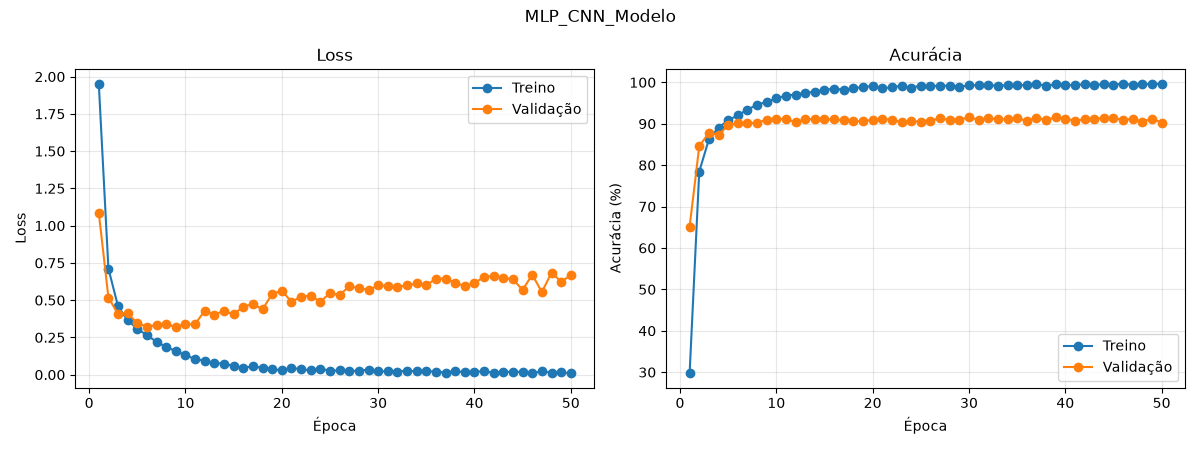 MLP_CNN_Modelo
Loss
Loss
2.00
1.75
1.50
1.25
1.00
0.75
0.50
0.25
0.00
0
10
20
30
40
50
Época
Treino
Validação
Acurácia
Acurácia (%)
100
90
80
70
60
50
40
30
0
10
20
30
40
50
Época
Treino
Validação